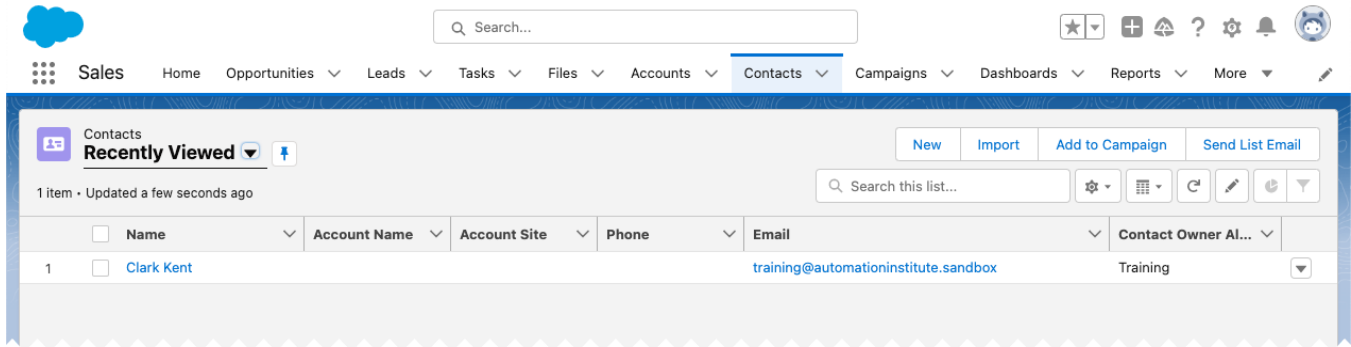 Search...
Sales Home Opportunities Leads Tasks Files Accounts Contacts Campaigns Dashboards Reports More
Contacts
Recently Viewed
New Import Add to Campaign Send List Email
1 item • Updated a few seconds ago
Search this list...
Name Account Name Account Site Phone Email Contact Owner Al...
1 Clark Kent training@automationinstitute.sandbox Training